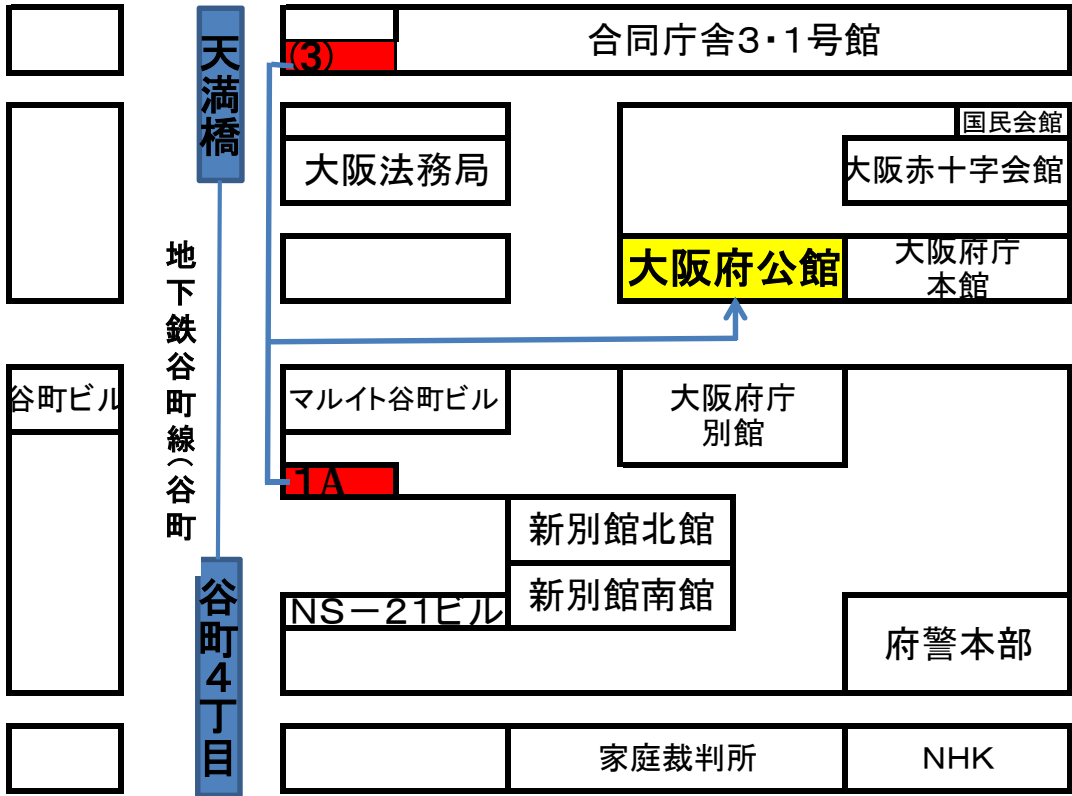 天満橋
(3)
合同庁舎3・1号館
国民会館
大阪法務局
大阪赤十字会館
地下鉄谷町線(谷町
大阪府公館
大阪府庁
本館
谷町ビル
マルイト谷町ビル
大阪府庁
別館
1A
新別館北館
谷町4丁目
新別館南館
NS-21ビル
府警本部
家庭裁判所
NHK